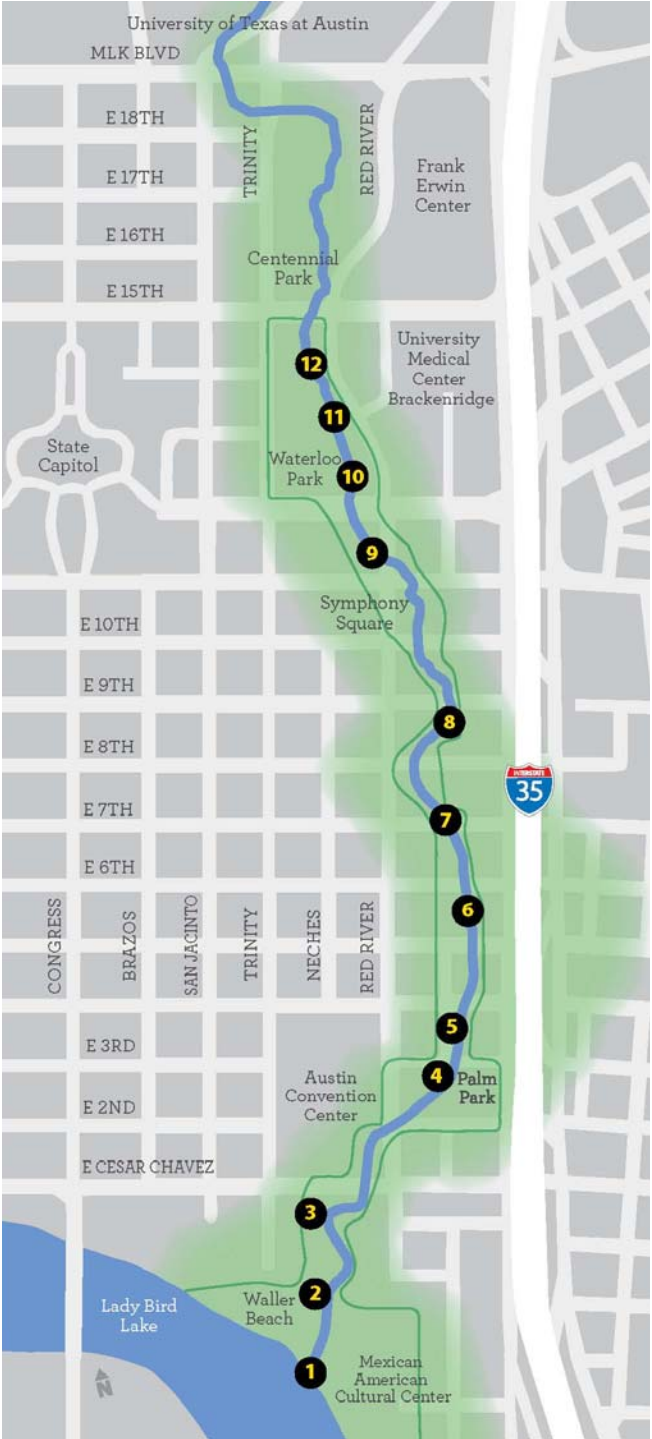 University of Texas at Austin
MLK BLVD
E 18TH
TRINITY
RED RIVER
E 17TH
Frank
Erwin
Center
E 16TH
Centennial
Park
E 15TH
University
Medical
Center
Brackenridge
12
11
State
Capitol
Waterloo
Park
10
9
Symphony
Square
E 10TH
E 9TH
8
E 8TH
INTERSTATE
35
E 7TH
7
E 6TH
6
CONGRESS
BRAZOS
SAN JACINTO
TRINITY
NECHES
RED RIVER
5
E 3RD
4
Palm
Park
Austin
Convention
Center
E 2ND
E CESAR CHAVEZ
3
2
Waller
Beach
Lady Bird
Lake
1
Mexican
American
Cultural Center
N